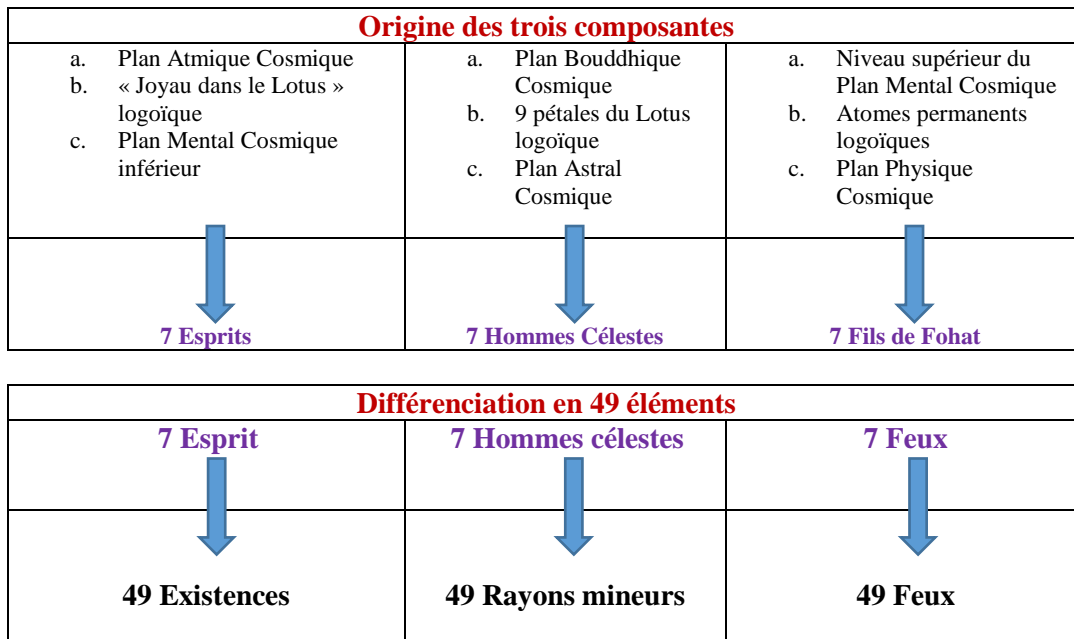 Origine des trois composantes
a. Plan Atmique Cosmique
b. « Joyau dans le Lotus »
logoïque
c. Plan Mental Cosmique
inférieur
a. Plan Bouddhique
Cosmique
b. 9 pétales du Lotus
logoïque
c. Plan Astral
Cosmique
a. Niveau supérieur du
Plan Mental Cosmique
b. Atomes permanents
logoïques
c. Plan Physique
Cosmique
7 Esprits
7 Hommes Célestes
7 Fils de Fohat
Différenciation en 49 éléments
7 Esprit
7 Hommes célestes
7 Feux
49 Existences
49 Rayons mineurs
49 Feux